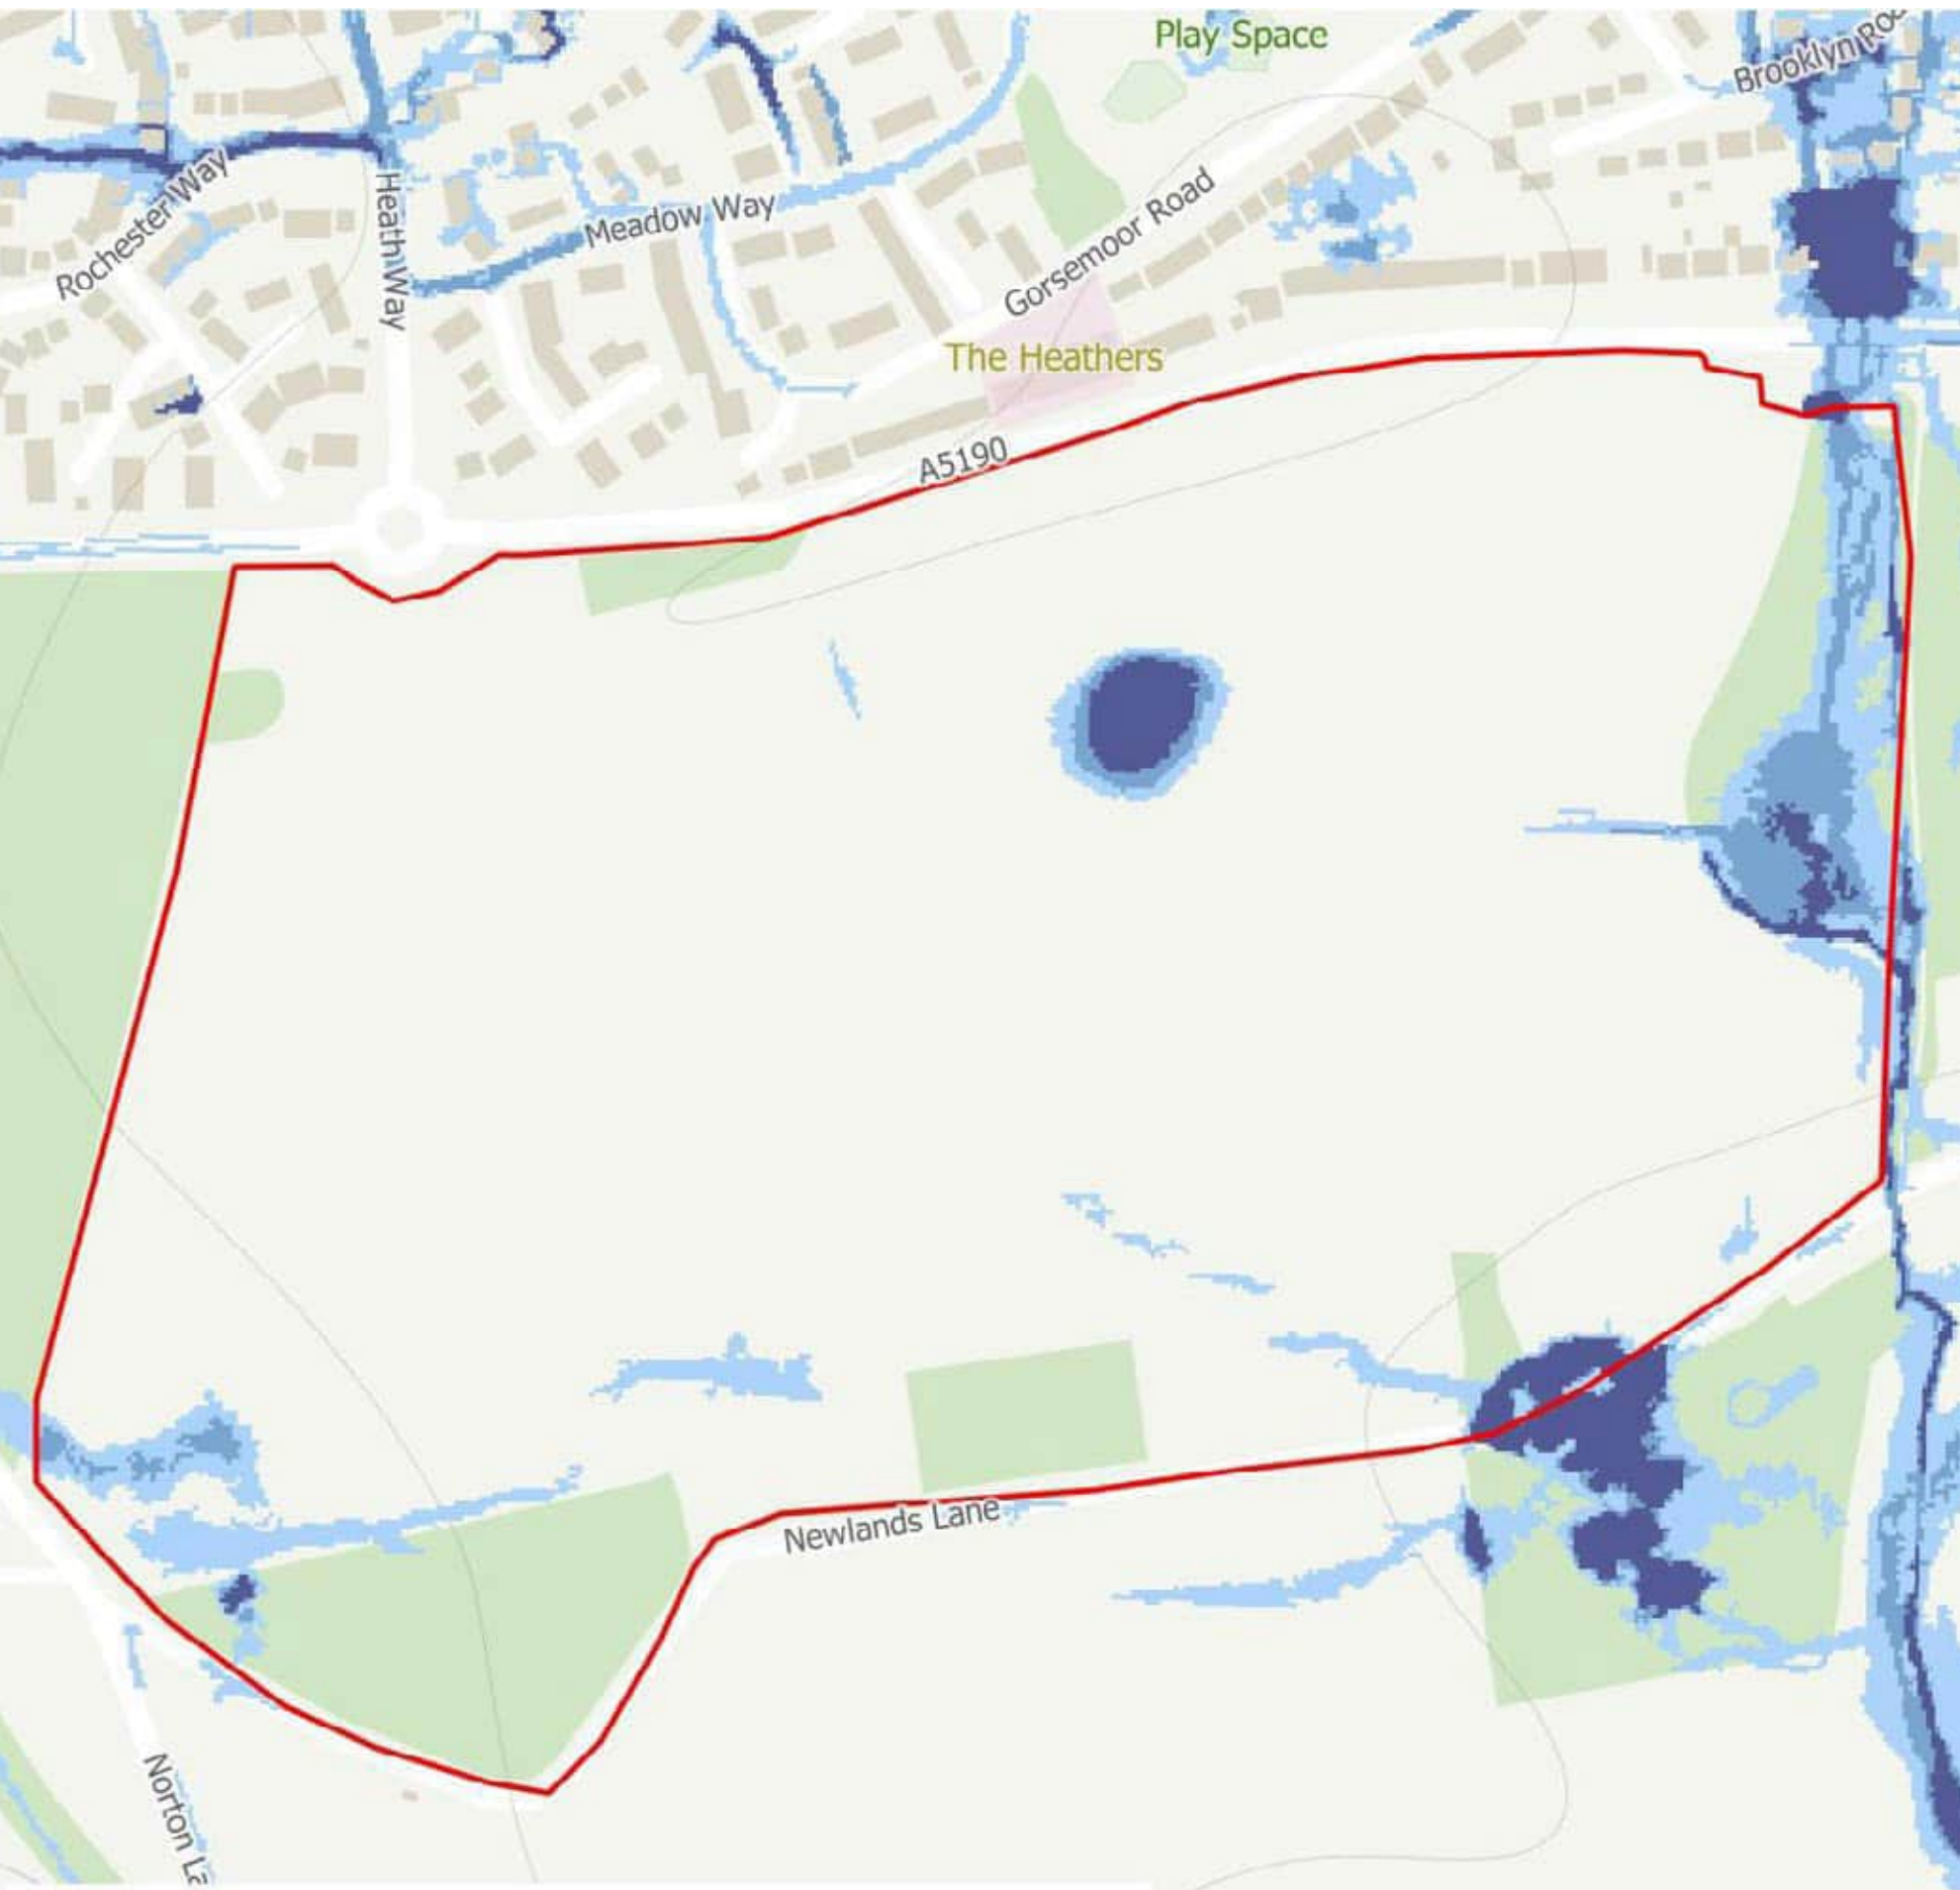 Play Space
Brooklyn Roa
Rochester Way
Heath Way
Meadow Way
Gorsemoor Road
The Heathers
A5190
Newlands Lane
Norton La